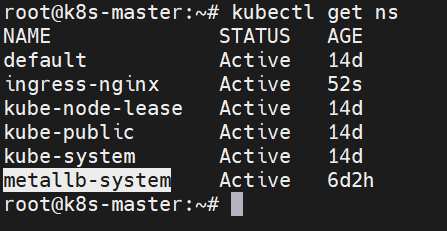 root@k8s-master:~# kubectl get ns
NAME              STATUS   AGE
default           Active   14d
ingress-nginx     Active   52s
kube-node-lease   Active   14d
kube-public       Active   14d
kube-system       Active   14d
metallb-system    Active   6d2h
root@k8s-master:~#